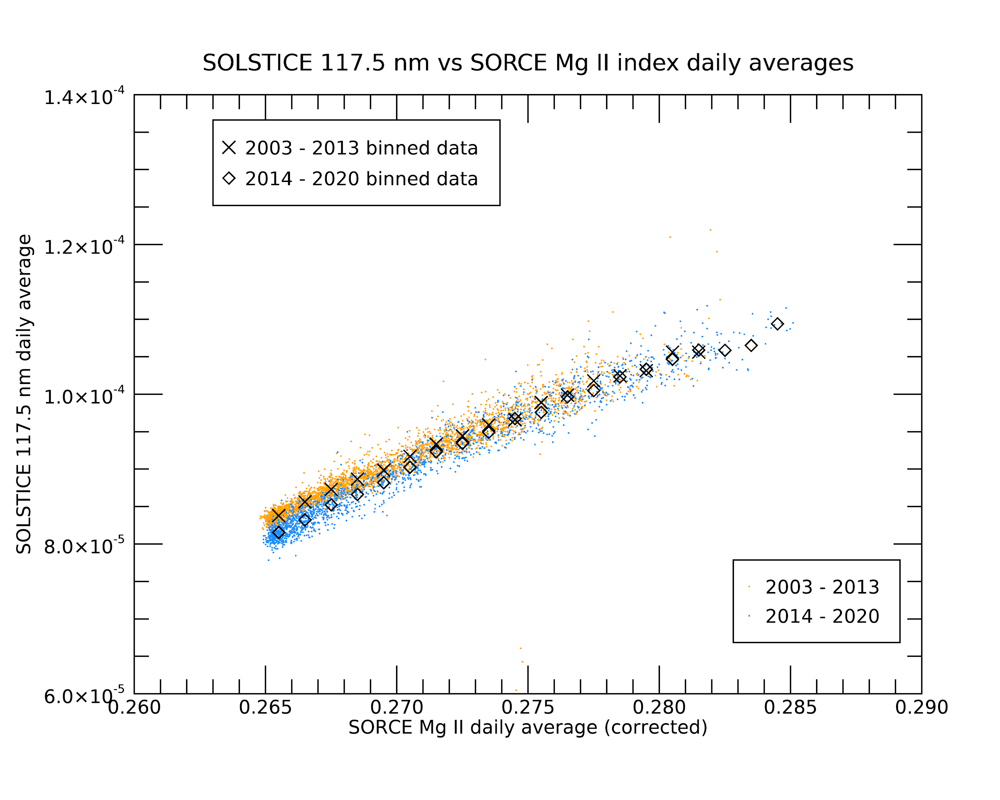 SOLSTICE 117.5 nm vs SORCE Mg II index daily averages
1.4×10-4
2003 - 2013 binned data
2014 - 2020 binned data
1.2×10-4
1.0×10-4
8.0×10-5
6.0×10-5
SOLSTICE 117.5 nm daily average
2003 - 2013
2014 - 2020
0.260 0.265 0.270 0.275 0.280 0.285 0.290
SORCE Mg II daily average (corrected)